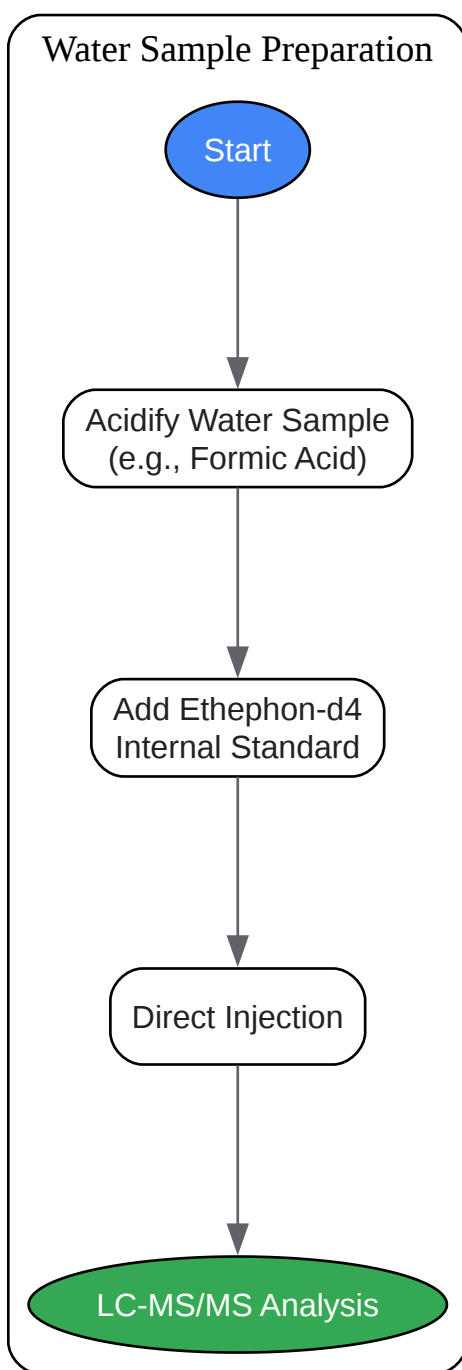 Water Sample Preparation
Start
Acidify Water Sample
(e.g., Formic Acid)
Add Ethephon-d4
Internal Standard
Direct Injection
LC-MS/MS Analysis